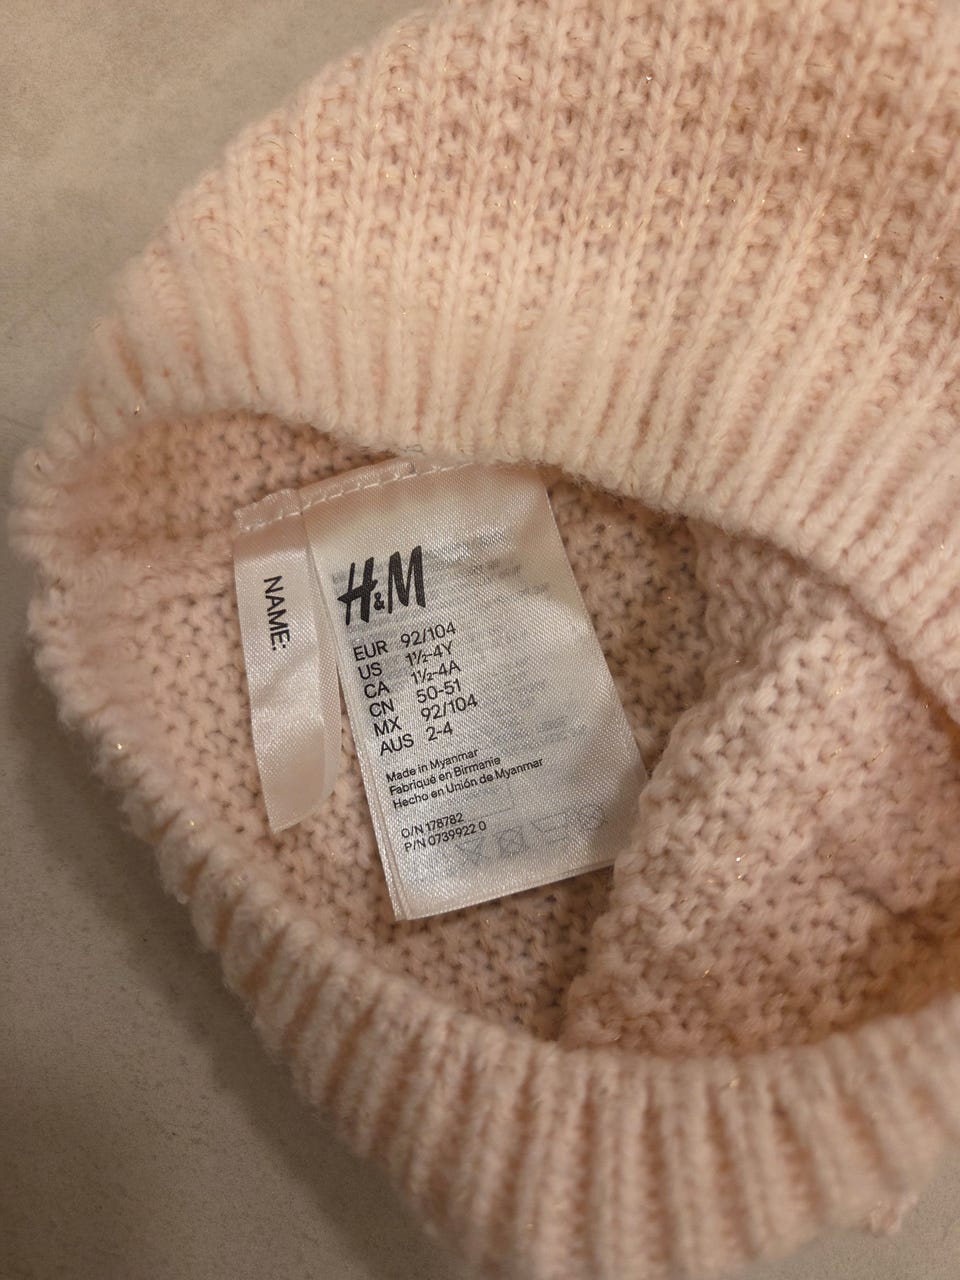 NAME:
H&M
EUR 92/104
US 1½-4Y
CA 1½-4A
CN 50-51
MX 92/104
AUS 2-4
Made in Myanmar
Fabriqué en Birmanie
Hecho en Unión de Myanmar
O/N 178782
P/N 0739922 0